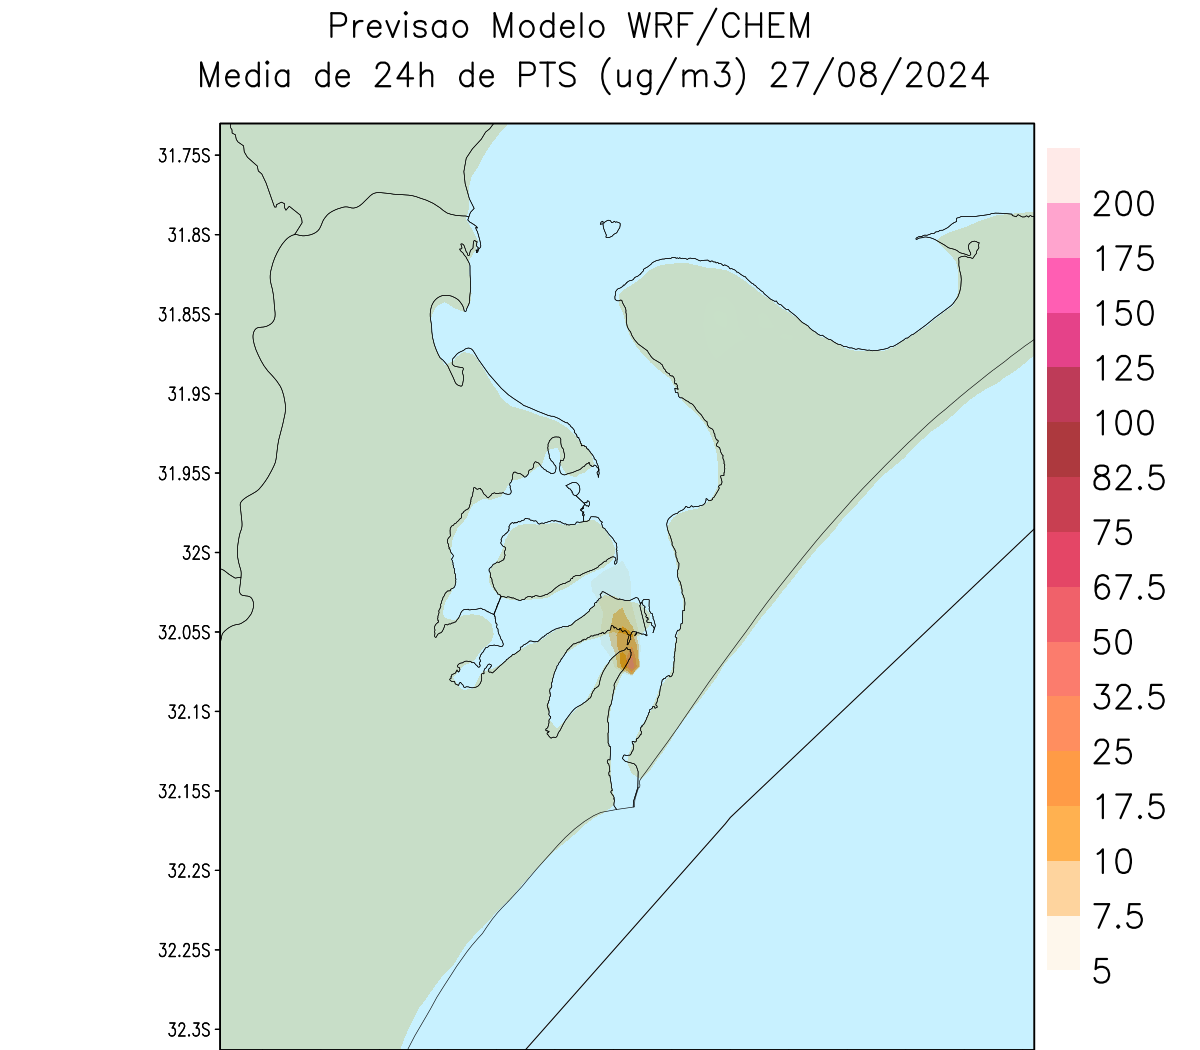 Previsao Modelo WRF/CHEM
Media de 24h de PTS (ug/m3) 27/08/2024
31.75S
31.8S
31.85S
31.9S
31.95S
32S
32.05S
32.1S
32.15S
32.2S
32.25S
32.3S
200
175
150
125
100
82.5
75
67.5
50
32.5
25
17.5
10
7.5
5